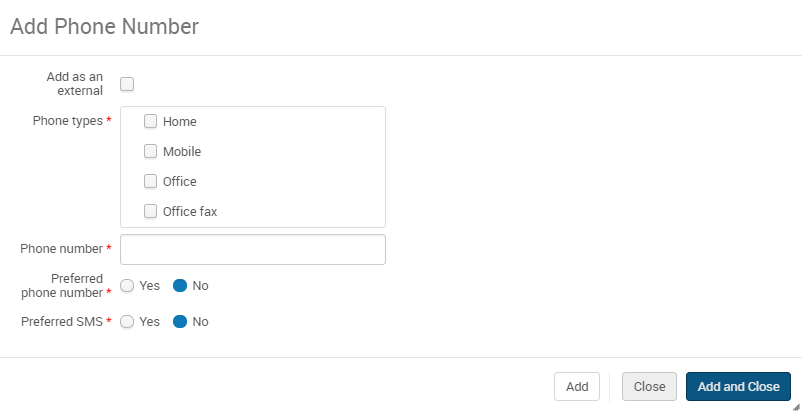 Add Phone Number
Add as an
external
Phone types *
Home
Mobile
Office
Office fax
Phone number *
Preferred
phone number *
Yes No
Preferred SMS * Yes No
Add Close Add and Close